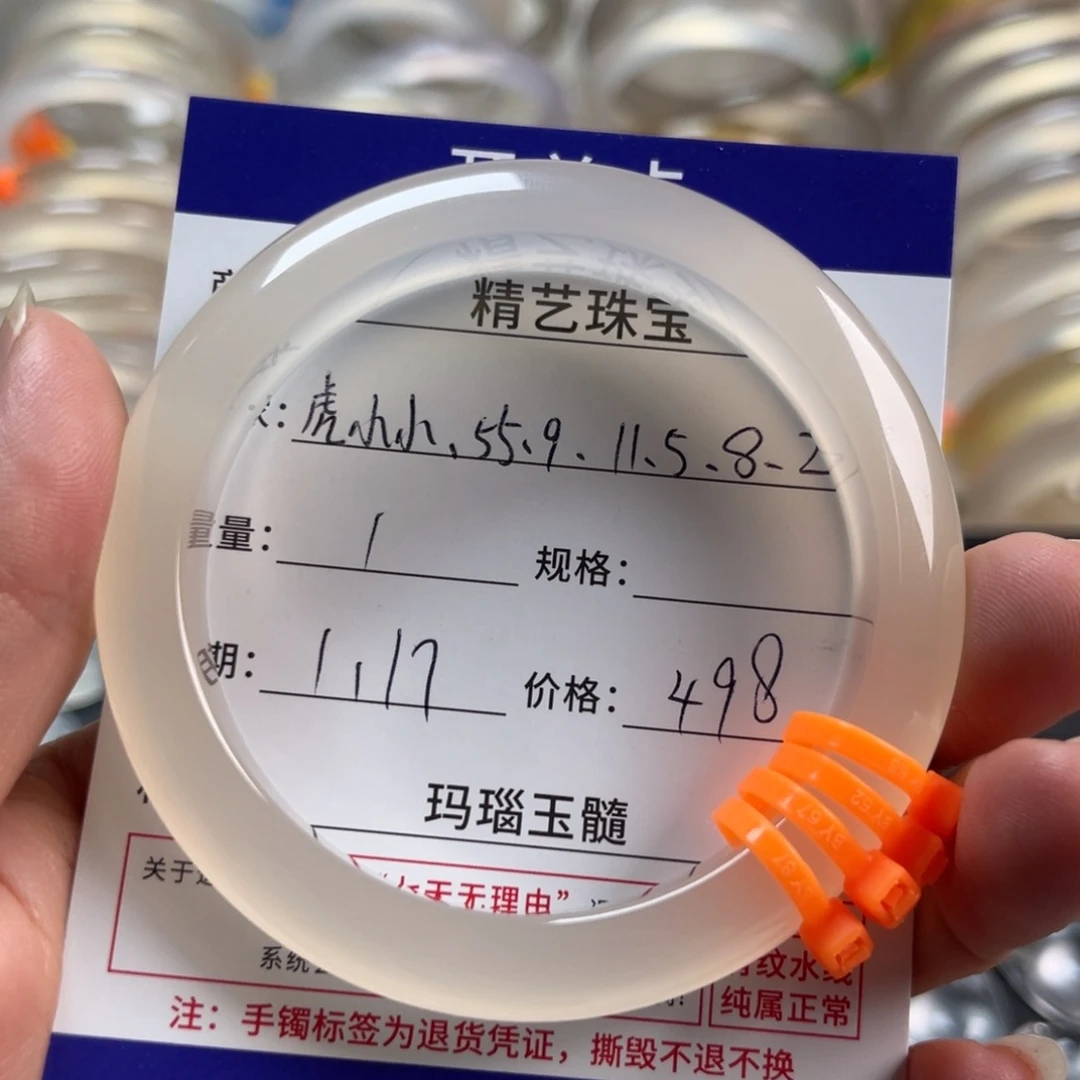 精艺珠宝
虎小小、55.9、11.5、8-2
量: 1 规格:
期: 1.17 价格: 498
玛瑙玉髓
关于
无理由”
系统
纹水线
纯属正常
注:手镯标签为退货凭证,撕毁不退不换